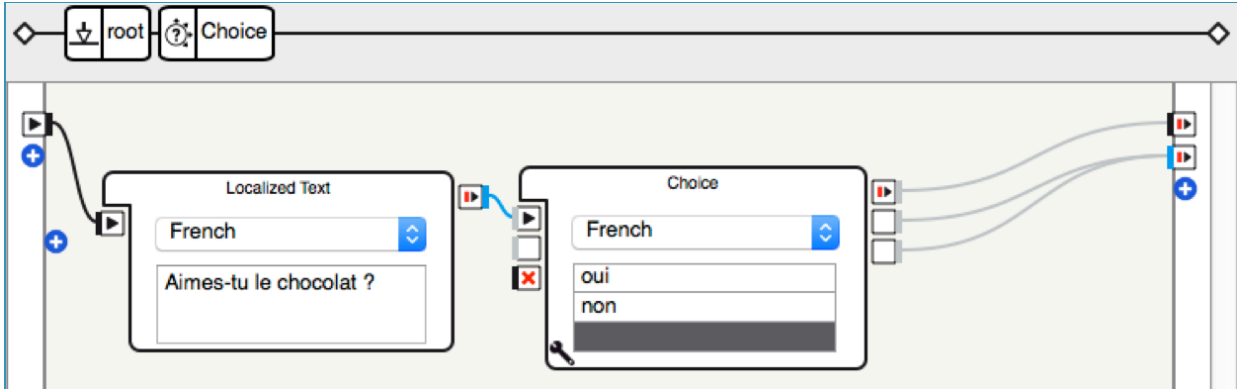 root
Choice
Localized Text
French
Aimes-tu le chocolat ?
Choice
French
oui
non